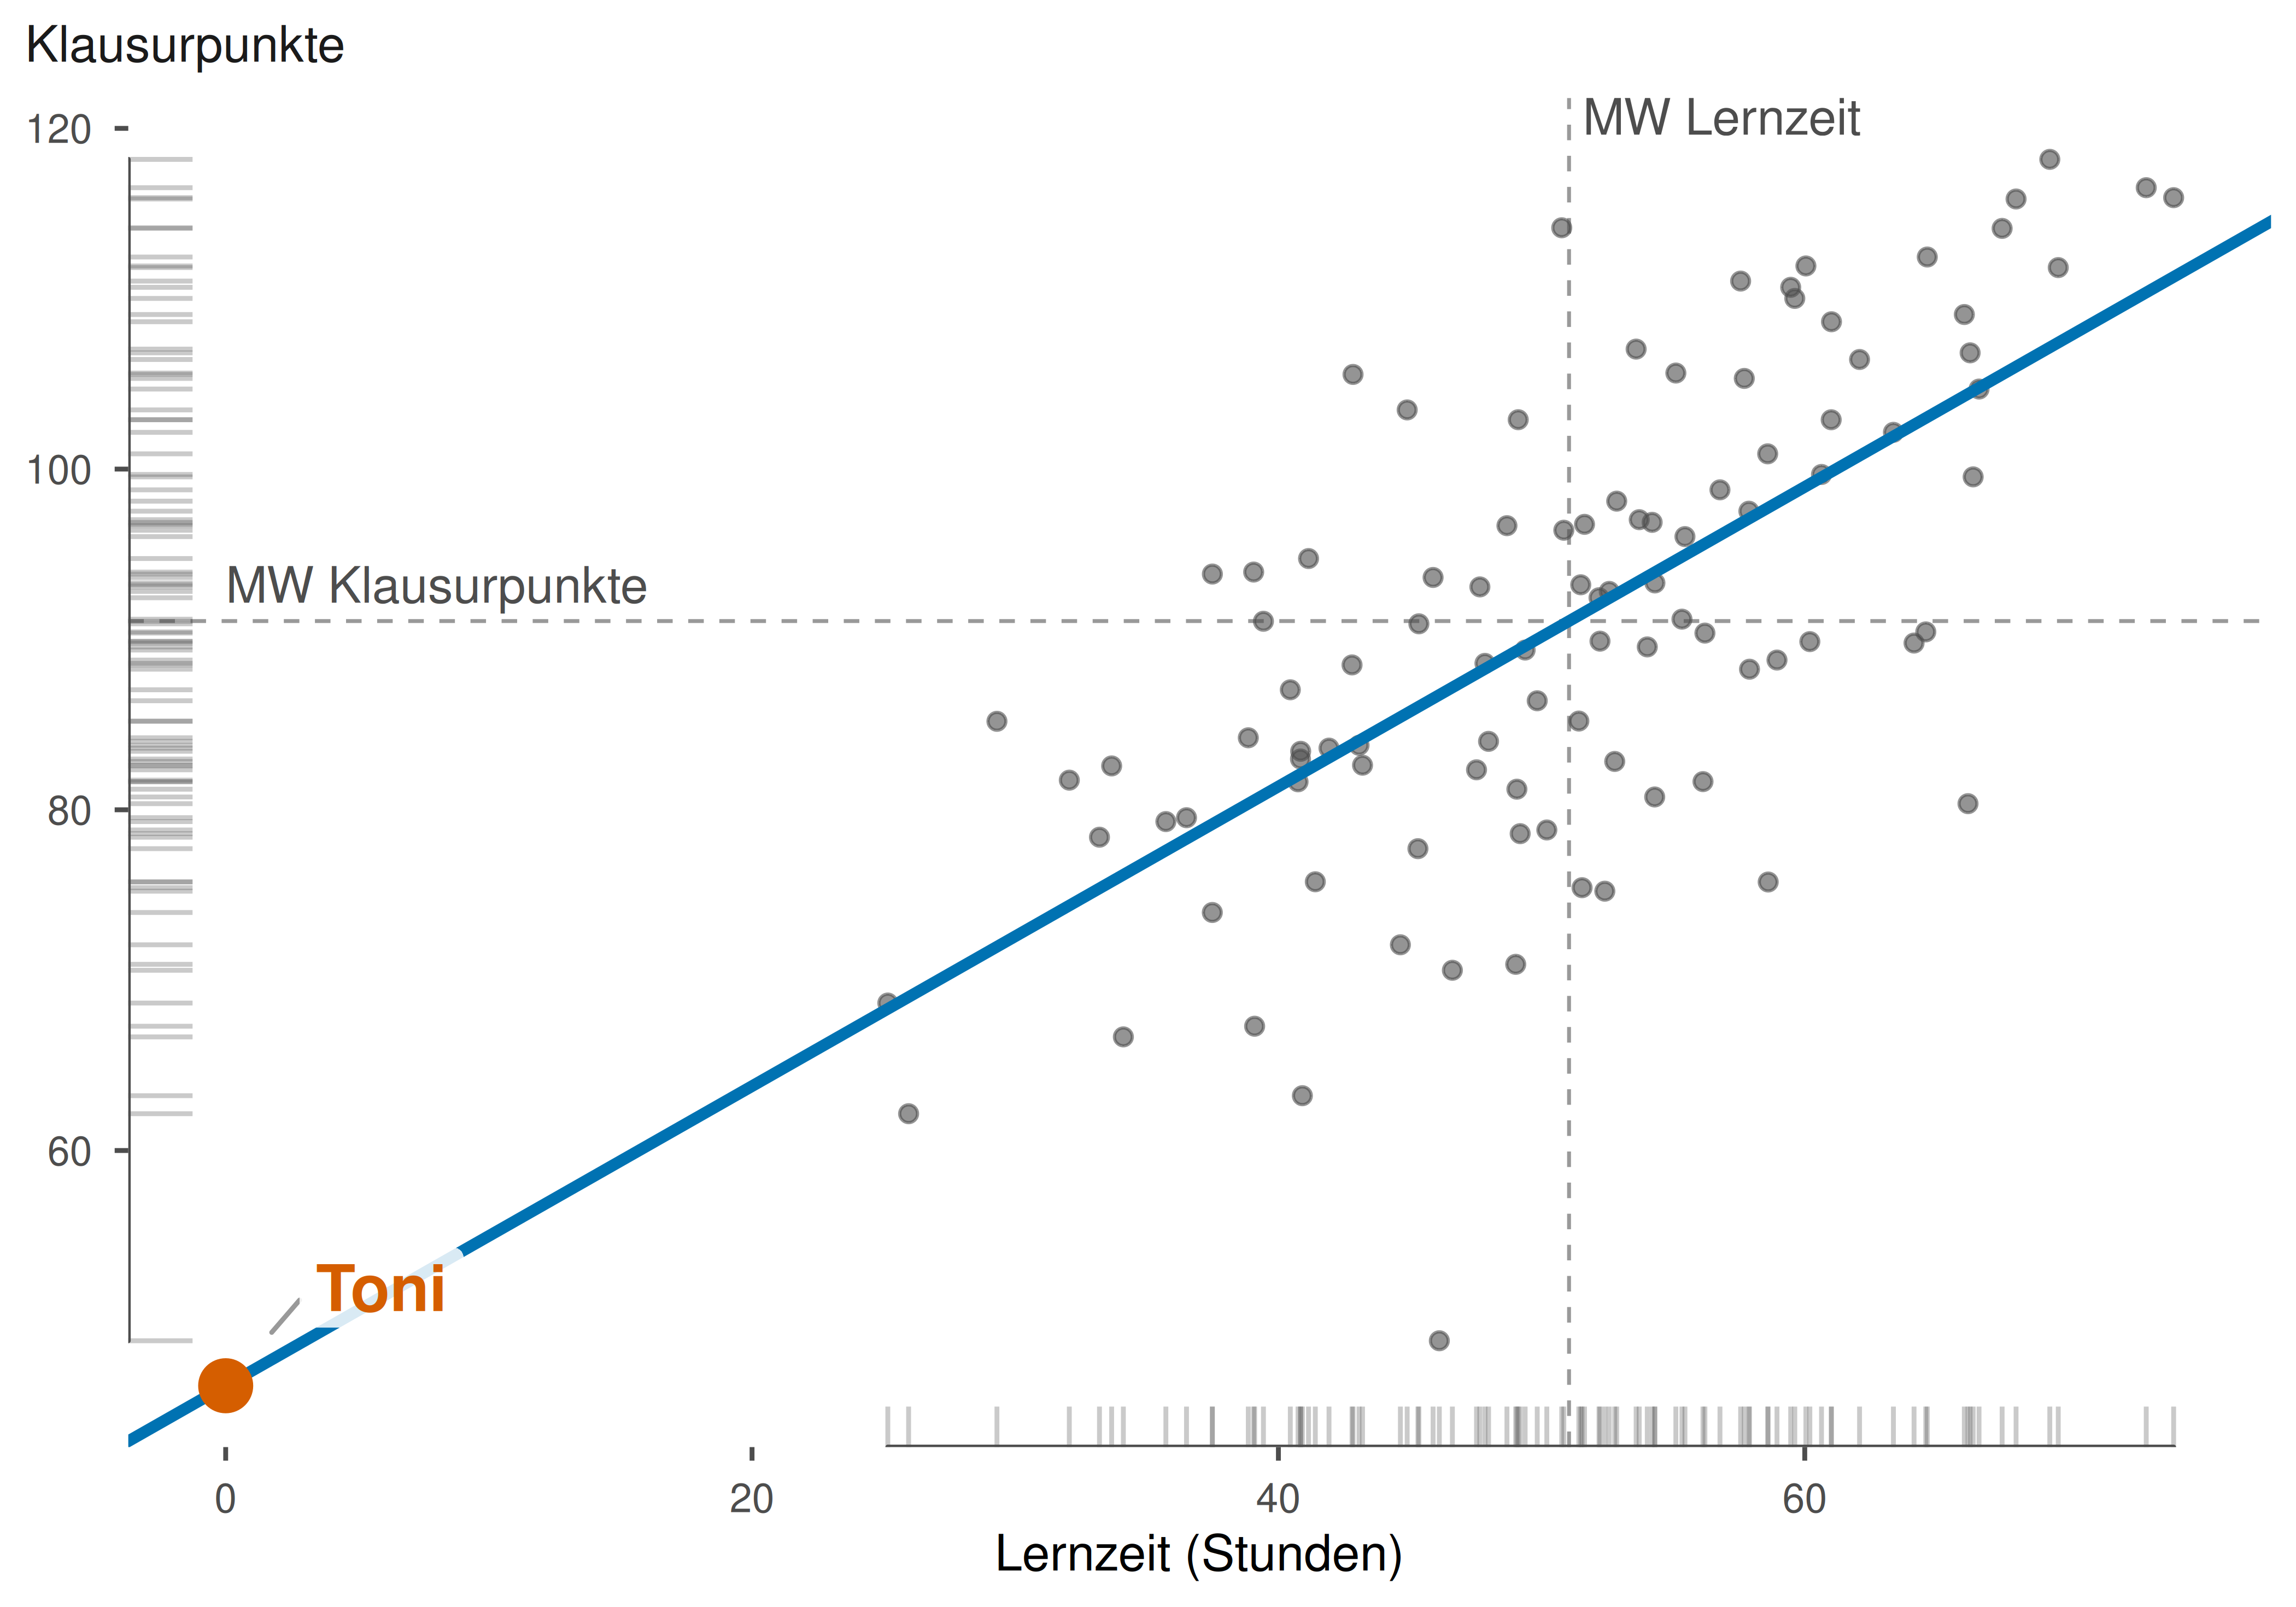 Klausurpunkte
120
MW Lernzeit
100
MW Klausurpunkte
80
60
Toni
0 20 40 60
Lernzeit (Stunden)